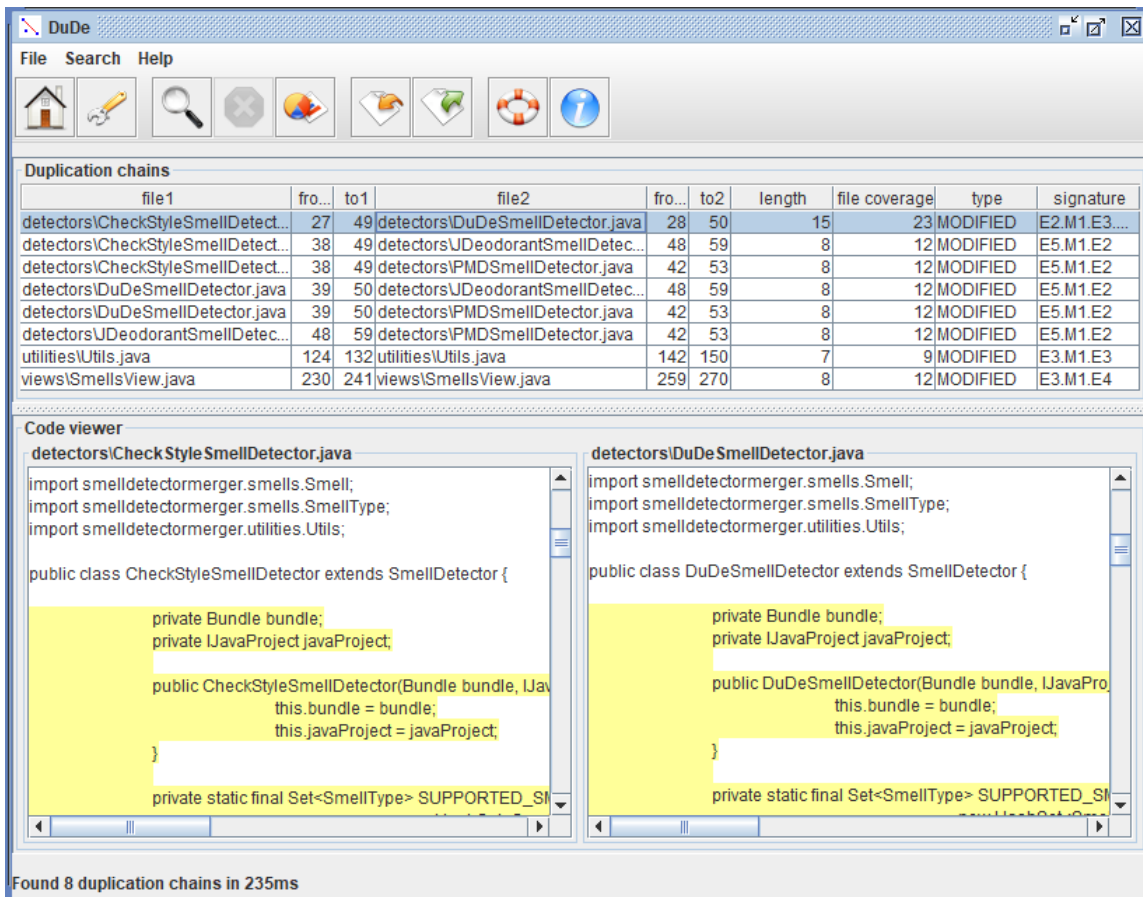 DuDe
File Search Help
Duplication chains
file1 fro... to1 file2 fro... to2 length file coverage type signature
detectors\CheckStyleSmellDetect... 27 49 detectors\DuDeSmellDetector.java 28 50 15 23 MODIFIED E2.M1.E3....
detectors\CheckStyleSmellDetect... 38 49 detectors\JDeodorantSmellDetec... 48 59 8 12 MODIFIED E5.M1.E2
detectors\CheckStyleSmellDetect... 38 49 detectors\PMDSmellDetector.java 42 53 8 12 MODIFIED E5.M1.E2
detectors\DuDeSmellDetector.java 39 50 detectors\JDeodorantSmellDetec... 48 59 8 12 MODIFIED E5.M1.E2
detectors\DuDeSmellDetector.java 39 50 detectors\PMDSmellDetector.java 42 53 8 12 MODIFIED E5.M1.E2
detectors\JDeodorantSmellDetec... 48 59 detectors\PMDSmellDetector.java 42 53 8 12 MODIFIED E5.M1.E2
utilities\Utils.java 124 132 utilities\Utils.java 142 150 7 9 MODIFIED E3.M1.E3
views\SmellsView.java 230 241 views\SmellsView.java 259 270 8 12 MODIFIED E3.M1.E4
Code viewer
detectors\CheckStyleSmellDetector.java
import smelldetectormerger.smells.Smell;
import smelldetectormerger.smells.SmellType;
import smelldetectormerger.utilities.Utils;
public class CheckStyleSmellDetector extends SmellDetector {
private Bundle bundle;
private IJavaProject javaProject;
public CheckStyleSmellDetector(Bundle bundle, IJav
this.bundle = bundle;
this.javaProject = javaProject;
}
private static final Set<SmellType> SUPPORTED_SM
detectors\DuDeSmellDetector.java
import smelldetectormerger.smells.Smell;
import smelldetectormerger.smells.SmellType;
import smelldetectormerger.utilities.Utils;
public class DuDeSmellDetector extends SmellDetector {
private Bundle bundle;
private IJavaProject javaProject;
public DuDeSmellDetector(Bundle bundle, IJavaPro
this.bundle = bundle;
this.javaProject = javaProject;
}
private static final Set<SmellType> SUPPORTED_SM
Found 8 duplication chains in 235ms